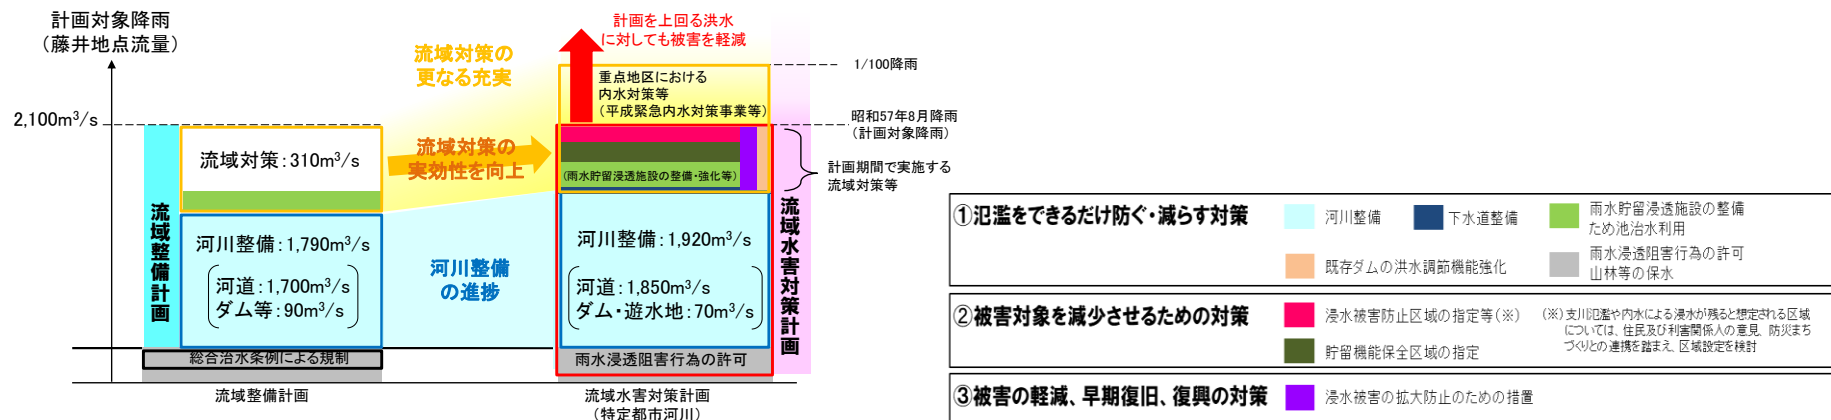 計画対象降雨
（藤井地点流量）
2,100m³/s
流域対策：310m³/s
流域整備計画
河川整備：1,790m³/s
河道：1,700m³/s
ダム等：90m³/s
総合治水条例による規制
流域整備計画
流域対策の
更なる充実
流域対策の
実効性を向上
河川整備
の進捗
計画を上回る洪水
に対しても被害を軽減
重点地区における
内水対策等
（平成緊急内水対策事業等）
（雨水貯留浸透施設の整備・強化等）
河川整備：1,920m³/s
河道：1,850m³/s
ダム・遊水地：70m³/s
雨水浸透阻害行為の許可
流域水害対策計画
（特定都市河川）
流域水害対策計画
1/100降雨
昭和57年8月降雨
（計画対象降雨）
計画期間で実施する
流域対策等
①氾濫をできるだけ防ぐ・減らす対策
河川整備
下水道整備
雨水貯留浸透施設の整備
ため池治水利用
既存ダムの洪水調節機能強化
雨水浸透阻害行為の許可
山林等の保水
②被害対象を減少させるための対策
浸水被害防止区域の指定等（※）
貯留機能保全区域の指定
（※）支川氾濫や内水による浸水が残ると想定される区域
については、住民及び利害関係人の意見、防災まち
づくりとの連携を踏まえ、区域設定を検討
③被害の軽減、早期復旧、復興の対策
浸水被害の拡大防止のための措置